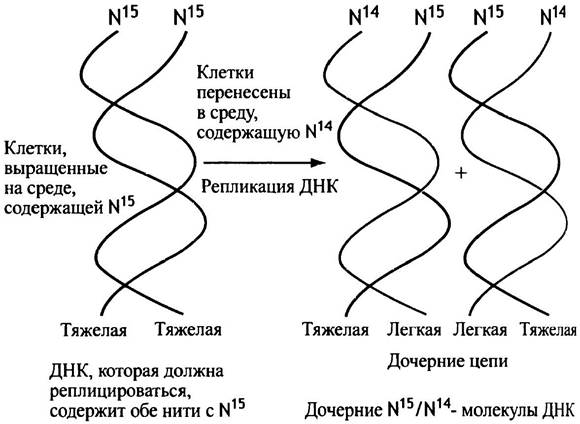 N15 N15 N14 N15 N15 N14
Клетки
перенесены
в среду,
содержащую N14
Клетки,
выращенные
на среде,
содержащей N15
Репликация ДНК
+
Тяжелая Тяжелая Тяжелая Легкая Легкая Тяжелая
Дочерние цепи
ДНК, которая должна
реплицироваться,
содержит обе нити с N15
Дочерние N15/N14- молекулы ДНК